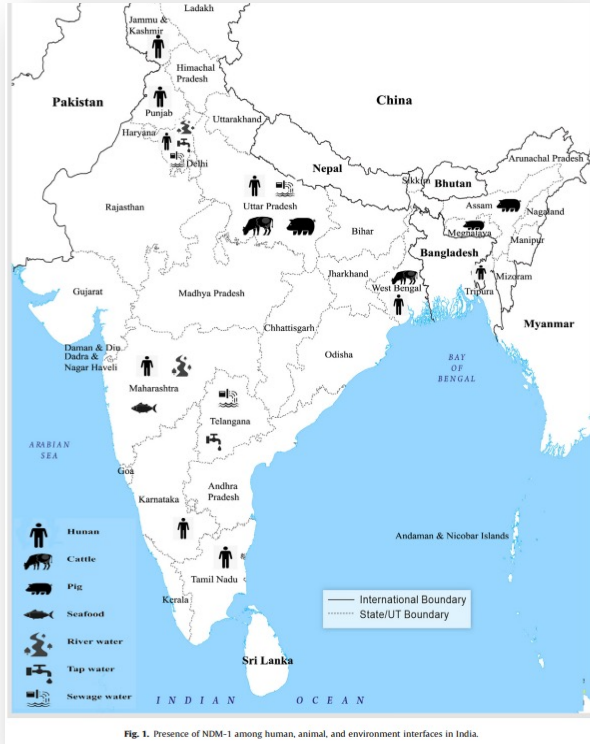 Ladakh
Jammu &
Kashmir
Himachal
Pradesh
Pakistan
China
Punjab
Uttarakhand
Haryana
Delhi
Nepal
Arunachal Pradesh
Sikkim
Bhutan
Uttar Pradesh
Assam
Nagaland
Rajasthan
Bihar
Meghalaya
Manipur
Bangladesh
Jharkhand
West Bengal
Mizoram
Tripura
Gujarat
Madhya Pradesh
Chhattisgarh
Myanmar
Daman & Diu
Dadra &
Nagar Haveli
Odisha
BAY
OF
BENGAL
Maharashtra
Telangana
ARABIAN
SEA
Goa
Karnataka
Andhra
Pradesh
Andaman & Nicobar Islands
Tamil Nadu
Kerala
Sri Lanka
Hunan
Cattle
Pig
Seafood
River water
Tap water
Sewage water
International Boundary
State/UT Boundary
INDIAN OCEAN
Fig. 1. Presence of NDM-1 among human, animal, and environment interfaces in India.